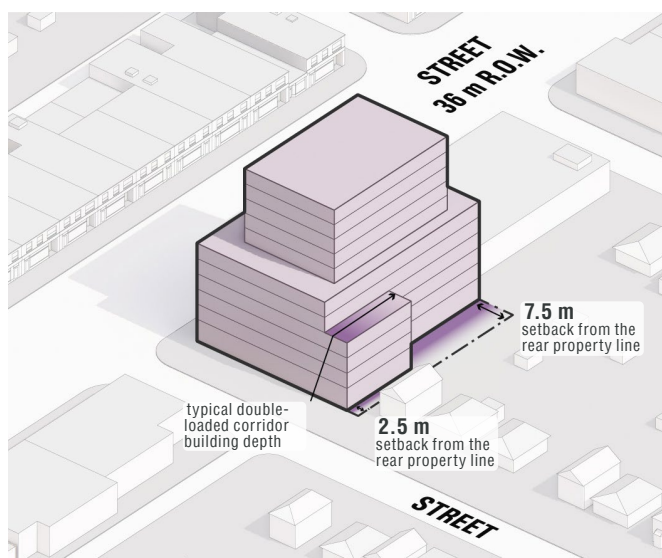 STREET
36 m R.O.W.
7.5 m
setback from the
rear property line
typical double-
loaded corridor
building depth
2.5 m
setback from the
rear property line
STREET